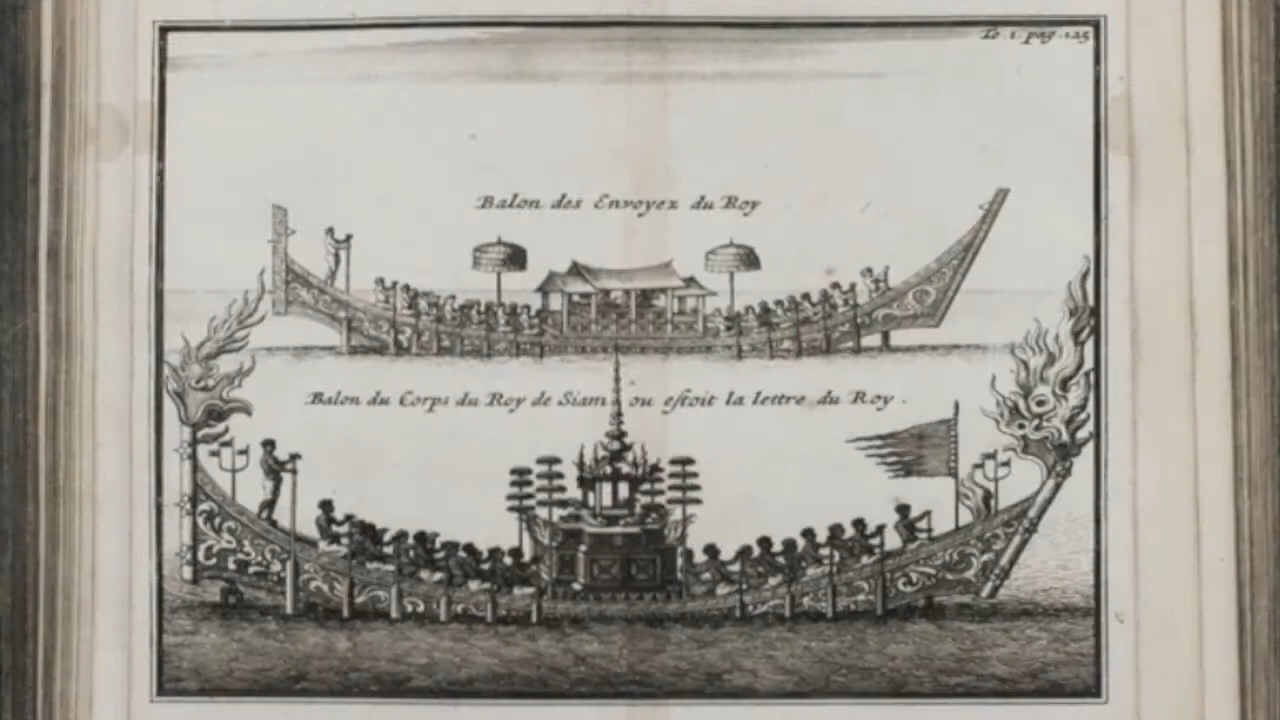 To 1 pag. 125
Balon des Envoyez du Roy
Balon du Corps du Roy de Siam ou estoit la lettre du Roy.